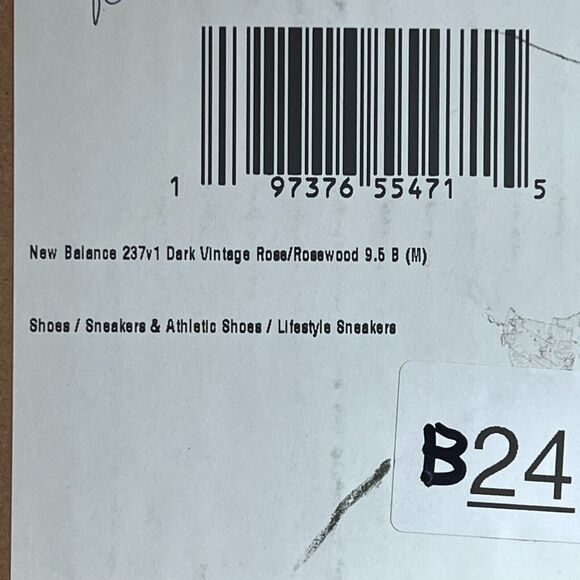 1 97376 55471 5
New Balance 237v1 Dark Vintage Rose/Rosewood 9.5 B (M)
Shoes / Sneakers & Athletic Shoes / Lifestyle Sneakers
B24